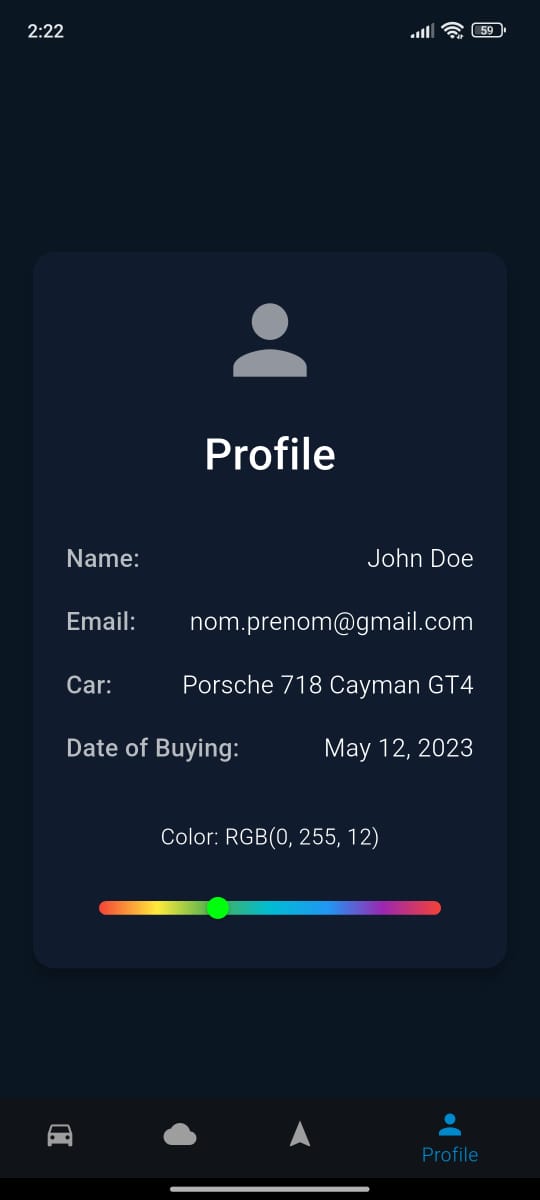 2:22
59
Profile
Name: John Doe
Email: nom.prenom@gmail.com
Car: Porsche 718 Cayman GT4
Date of Buying: May 12, 2023
Color: RGB(0, 255, 12)
Profile